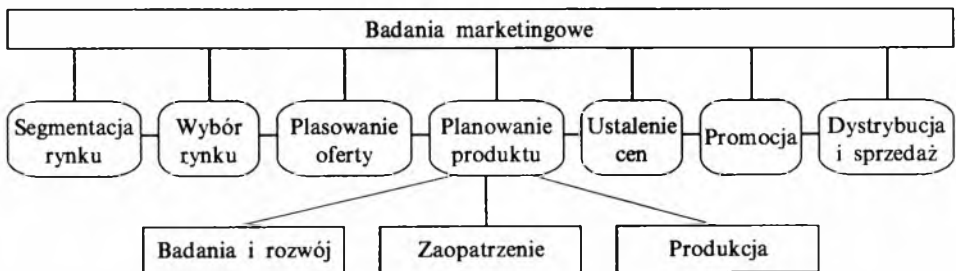 Badania marketingowe
Segmentacja
rynku
Wybór
rynku
Plasowanie
oferty
Planowanie
produktu
Ustalenie
cen
Promocja
Dystrybucja
i sprzedaż
Badania i rozwój
Zaopatrzenie
Produkcja